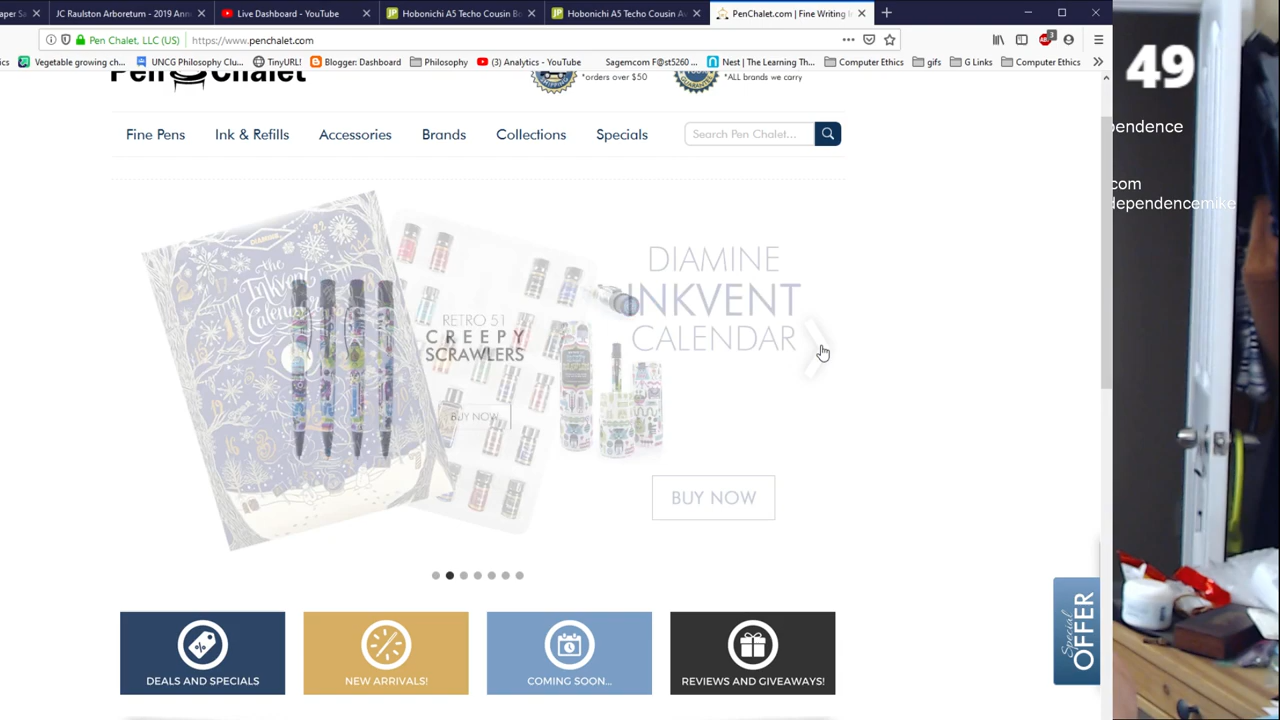 JC Raulston Arboretum - 2019 Ann
Live Dashboard - YouTube
Hobonichi A5 Techo Cousin B
Hobonichi A5 Techo Cousin A
PenChalet.com | Fine Writing I
Pen Chalet, LLC (US)
https://www.penchalet.com
Vegetable growing ch...
UNCG Philosophy Clu...
TinyURL!
Blogger: Dashboard
Philosophy
(3) Analytics - YouTube
Sagemcom F@st5260 ...
Nest | The Learning Th...
Computer Ethics
gifs
G Links
Computer Ethics
49
Pen Chalet
*orders over $50
*ALL brands we carry
Fine Pens
Ink & Refills
Accessories
Brands
Collections
Specials
Search Pen Chalet...
pendence
.com
dependencemike
The
Inkvent
Calendar
RETRO 51
CREEPY
SCRAWLERS
BUY NOW
DIAMINE
INKVENT
CALENDAR
BUY NOW
DEALS AND SPECIALS
NEW ARRIVALS!
COMING SOON...
REVIEWS AND GIVEAWAYS!
Special
OFFER